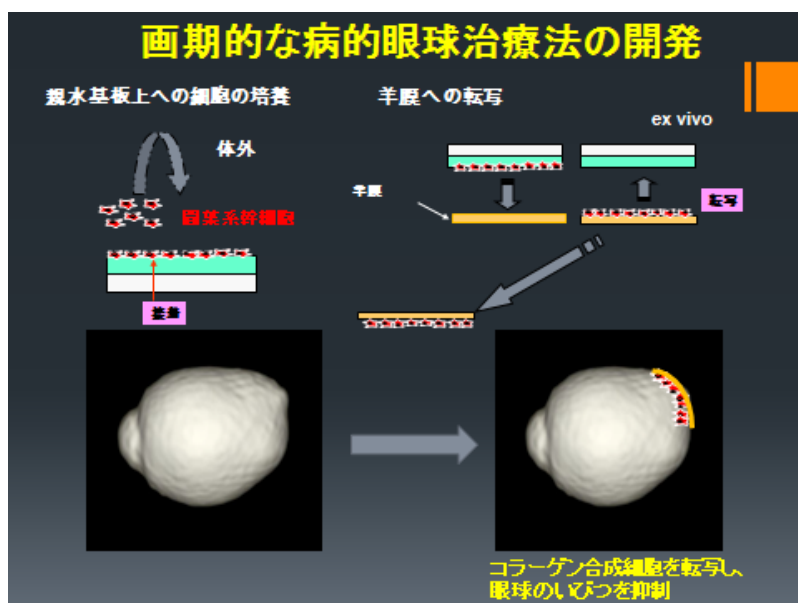 画期的な病的眼球治療法の開発
親水基板上への細胞の培養
羊膜への転写
ex vivo
体外
羊膜
転写
間葉系幹細胞
接着
コラーゲン合成細胞を転写し、
眼球のいびつを抑制